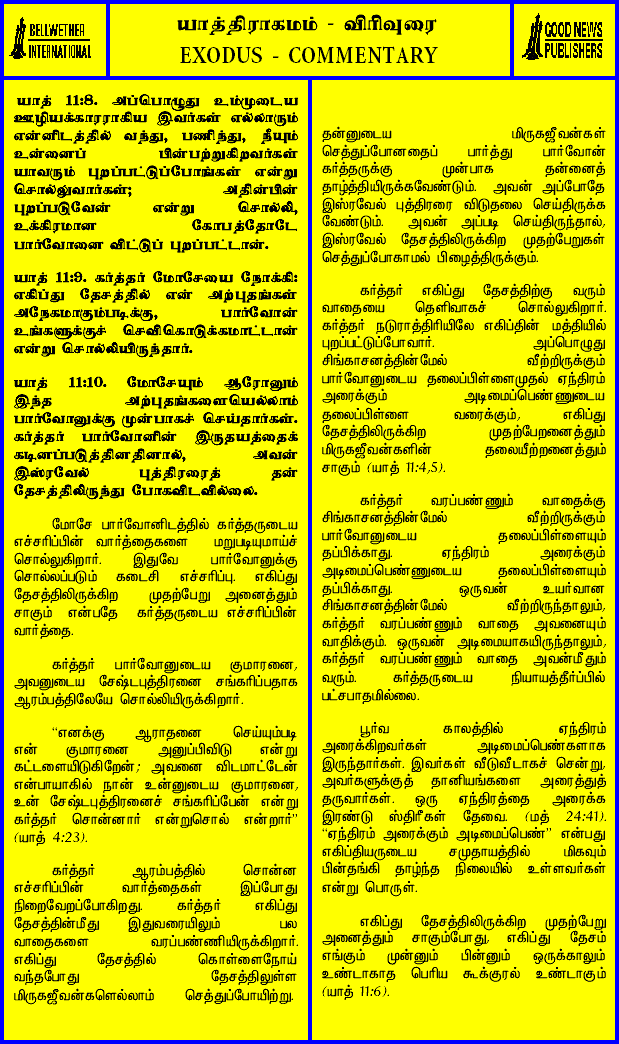 BELLWETHER
INTERNATIONAL
யாத்திராகமம் - விரிவுரை
EXODUS - COMMENTARY
GOOD NEWS
PUBLISHERS
யாத் 11:8. அப்பொழுது உம்முடைய
ஊழியக்காரராகிய இவர்கள் எல்லாரும்
என்னிடத்தில் வந்து, பணிந்து, நீயும்
உன்னைப் பின்பற்றுகிறவர்கள்
யாவரும் புறப்பட்டுப்போங்கள் என்று
சொல்லுவார்கள்; அதின்பின்
புறப்படுவேன் என்று சொல்லி,
உக்கிரமான கோபத்தோடே
பார்வோனை விட்டுப் புறப்பட்டான்.
யாத் 11:9. கர்த்தர் மோசேயை நோக்கி:
எகிப்து தேசத்தில் என் அற்புதங்கள்
அநேகமாகும்படிக்கு, பார்வோன்
உங்களுக்குச் செவிகொடுக்கமாட்டான்
என்று சொல்லியிருந்தார்.
யாத் 11:10. மோசேயும் ஆரோனும்
இந்த அற்புதங்களையெல்லாம்
பார்வோனுக்கு முன்பாகச் செய்தார்கள்.
கர்த்தர் பார்வோனின் இருதயத்தைக்
கடினப்படுத்தினதினால், அவன்
இஸ்ரவேல் புத்திரரைத் தன்
தேசத்திலிருந்து போகவிடவில்லை.
மோசே பார்வோனிடத்தில் கர்த்தருடைய
எச்சரிப்பின் வார்த்தைகளை மறுபடியுமாய்ச்
சொல்லுகிறார். இதுவே பார்வோனுக்கு
சொல்லப்படும் கடைசி எச்சரிப்பு. எகிப்து
தேசத்திலிருக்கிற முதற்பேறு அனைத்தும்
சாகும் என்பதே கர்த்தருடைய எச்சரிப்பின்
வார்த்தை.
கர்த்தர் பார்வோனுடைய குமாரனை,
அவனுடைய சேஷ்டபுத்திரனை சங்கரிப்பதாக
ஆரம்பத்திலேயே சொல்லியிருக்கிறார்.
“எனக்கு ஆராதனை செய்யும்படி
என் குமாரனை அனுப்பிவிடு என்று
கட்டளையிடுகிறேன்; அவனை விடமாட்டேன்
என்பாயாகில் நான் உன்னுடைய குமாரனை,
உன் சேஷ்டபுத்திரனைச் சங்கரிப்பேன் என்று
கர்த்தர் சொன்னார் என்றுசொல் என்றார்”
(யாத் 4:23).
கர்த்தர் ஆரம்பத்தில் சொன்ன
எச்சரிப்பின் வார்த்தைகள் இப்போது
நிறைவேறப்போகிறது. கர்த்தர் எகிப்து
தேசத்தின்மீது இதுவரையிலும் பல
வாதைகளை வரப்பண்ணியிருக்கிறார்.
எகிப்து தேசத்தில் கொள்ளைநோய்
வந்தபோது தேசத்திலுள்ள
மிருகஜீவன்களெல்லாம் செத்துப்போயிற்று.
தன்னுடைய மிருகஜீவன்கள்
செத்துப்போனதைப் பார்த்து பார்வோன்
கர்த்தருக்கு முன்பாக தன்னைத்
தாழ்த்தியிருக்கவேண்டும். அவன் அப்போதே
இஸ்ரவேல் புத்திரரை விடுதலை செய்திருக்க
வேண்டும். அவன் அப்படி செய்திருந்தால்,
இஸ்ரவேல் தேசத்திலிருக்கிற முதற்பேறுகள்
செத்துப்போகாமல் பிழைத்திருக்கும்.
கர்த்தர் எகிப்து தேசத்திற்கு வரும்
வாதையை தெளிவாகச் சொல்லுகிறார்.
கர்த்தர் நடுராத்திரியிலே எகிப்தின் மத்தியில்
புறப்பட்டுப்போவார். அப்பொழுது
சிங்காசனத்தின்மேல் வீற்றிருக்கும்
பார்வோனுடைய தலைப்பிள்ளைமுதல் ஏந்திரம்
அரைக்கும் அடிமைப்பெண்ணுடைய
தலைப்பிள்ளை வரைக்கும், எகிப்து
தேசத்திலிருக்கிற முதற்பேறனைத்தும்
மிருகஜீவன்களின் தலையீற்றனைத்தும்
சாகும் (யாத் 11:4,5).
கர்த்தர் வரப்பண்ணும் வாதைக்கு
சிங்காசனத்தின்மேல் வீற்றிருக்கும்
பார்வோனுடைய தலைப்பிள்ளையும்
தப்பிக்காது. ஏந்திரம் அரைக்கும்
அடிமைப்பெண்ணுடைய தலைப்பிள்ளையும்
தப்பிக்காது. ஒருவன் உயர்வான
சிங்காசனத்தின்மேல் வீற்றிருந்தாலும்,
கர்த்தர் வரப்பண்ணும் வாதை அவனையும்
வாதிக்கும். ஒருவன் அடிமையாகயிருந்தாலும்,
கர்த்தர் வரப்பண்ணும் வாதை அவன்மீதும்
வரும். கர்த்தருடைய நியாயத்தீர்ப்பில்
பட்சபாதமில்லை.
பூர்வ காலத்தில் ஏந்திரம்
அரைக்கிறவர்கள் அடிமைப்பெண்களாக
இருந்தார்கள். இவர்கள் வீடுவீடாகச் சென்று,
அவர்களுக்குத் தானியங்களை அரைத்துத்
தருவார்கள். ஒரு ஏந்திரத்தை அரைக்க
இரண்டு ஸ்திரீகள் தேவை. (மத் 24:41).
“ஏந்திரம் அரைக்கும் அடிமைப்பெண்” என்பது
எகிப்தியருடைய சமுதாயத்தில் மிகவும்
பின்தங்கி தாழ்ந்த நிலையில் உள்ளவர்கள்
என்று பொருள்.
எகிப்து தேசத்திலிருக்கிற முதற்பேறு
அனைத்தும் சாகும்போது, எகிப்து தேசம்
எங்கும் முன்னும் பின்னும் ஒருக்காலும்
உண்டாகாத பெரிய கூக்குரல் உண்டாகும்
(யாத் 11:6).